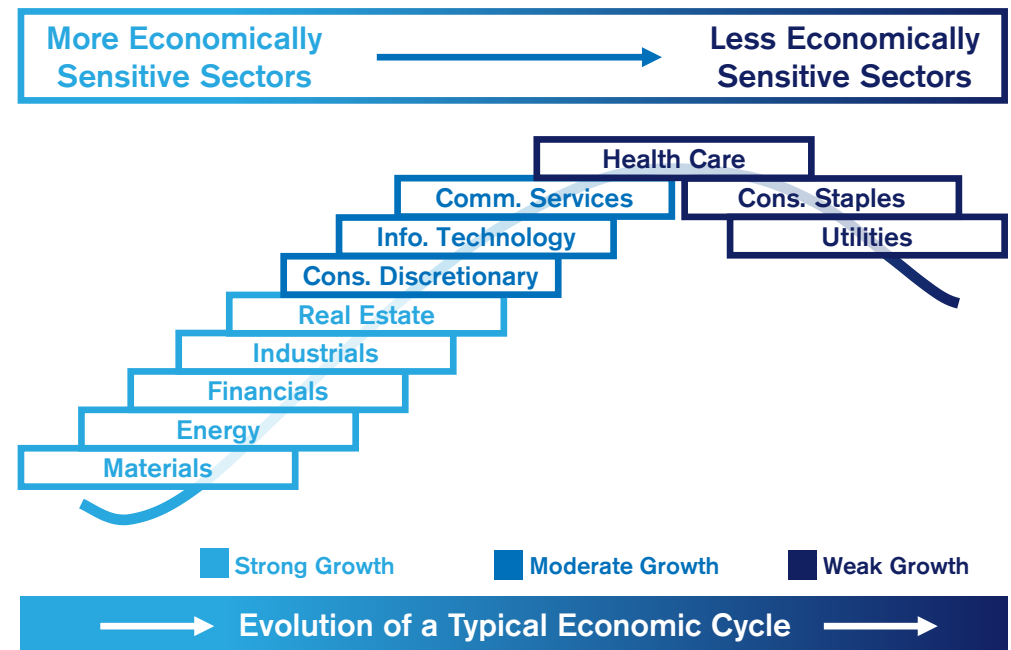 More Economically
Sensitive Sectors
Less Economically
Sensitive Sectors
Health Care
Comm. Services
Cons. Staples
Info. Technology
Utilities
Cons. Discretionary
Real Estate
Industrials
Financials
Energy
Materials
Strong Growth
Moderate Growth
Weak Growth
Evolution of a Typical Economic Cycle